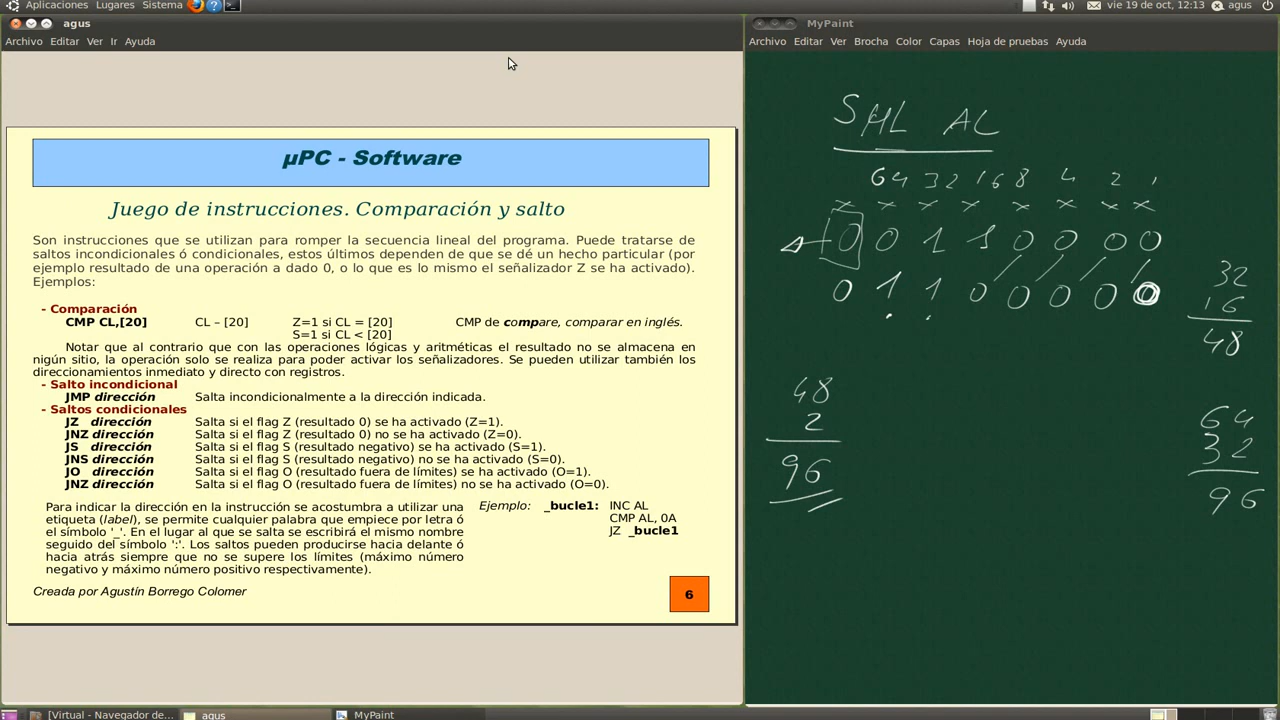 Aplicaciones Lugares Sistema
vie 19 de oct, 12:13 agus
agus
Archivo Editar Ver Ir Ayuda
µPC - Software
Juego de instrucciones. Comparación y salto
Son instrucciones que se utilizan para romper la secuencia lineal del programa. Puede tratarse de
saltos incondicionales ó condicionales, estos últimos dependen de que se dé un hecho particular (por
ejemplo resultado de una operación a dado 0, o lo que es lo mismo el señalizador Z se ha activado).
Ejemplos:
- Comparación
CMP CL,[20] CL – [20] Z=1 si CL = [20] CMP de compare, comparar en inglés.
S=1 si CL < [20]
Notar que al contrario que con las operaciones lógicas y aritméticas el resultado no se almacena en
nigún sitio, la operación solo se realiza para poder activar los señalizadores. Se pueden utilizar también los
direccionamientos inmediato y directo con registros.
- Salto incondicional
JMP dirección Salta incondicionalmente a la dirección indicada.
- Saltos condicionales
JZ dirección Salta si el flag Z (resultado 0) se ha activado (Z=1).
JNZ dirección Salta si el flag Z (resultado 0) no se ha activado (Z=0).
JS dirección Salta si el flag S (resultado negativo) se ha activado (S=1).
JNS dirección Salta si el flag S (resultado negativo) no se ha activado (S=0).
JO dirección Salta si el flag O (resultado fuera de límites) se ha activado (O=1).
JNZ dirección Salta si el flag O (resultado fuera de límites) no se ha activado (O=0).
Para indicar la dirección en la instrucción se acostumbra a utilizar una
etiqueta (label), se permite cualquier palabra que empiece por letra ó
el símbolo '_'. En el lugar al que se salta se escribirá el mismo nombre
seguido del símbolo ':'. Los saltos pueden producirse hacia delante ó
hacia atrás siempre que no se supere los límites (máximo número
negativo y máximo número positivo respectivamente).
Ejemplo: _bucle1: INC AL
CMP AL, 0A
JZ _bucle1
Creada por Agustín Borrego Colomer
6
MyPaint
Archivo Editar Ver Brocha Color Capas Hoja de pruebas Ayuda
SHL AL
64 32 16 8 4 2 1
x x x x x x x x
0 0 1 1 0 0 0 0
0 1 1 0 0 0 0 0
32
16
48
48
2
96
64
32
96
[Virtual - Navegador de... agus MyPaint